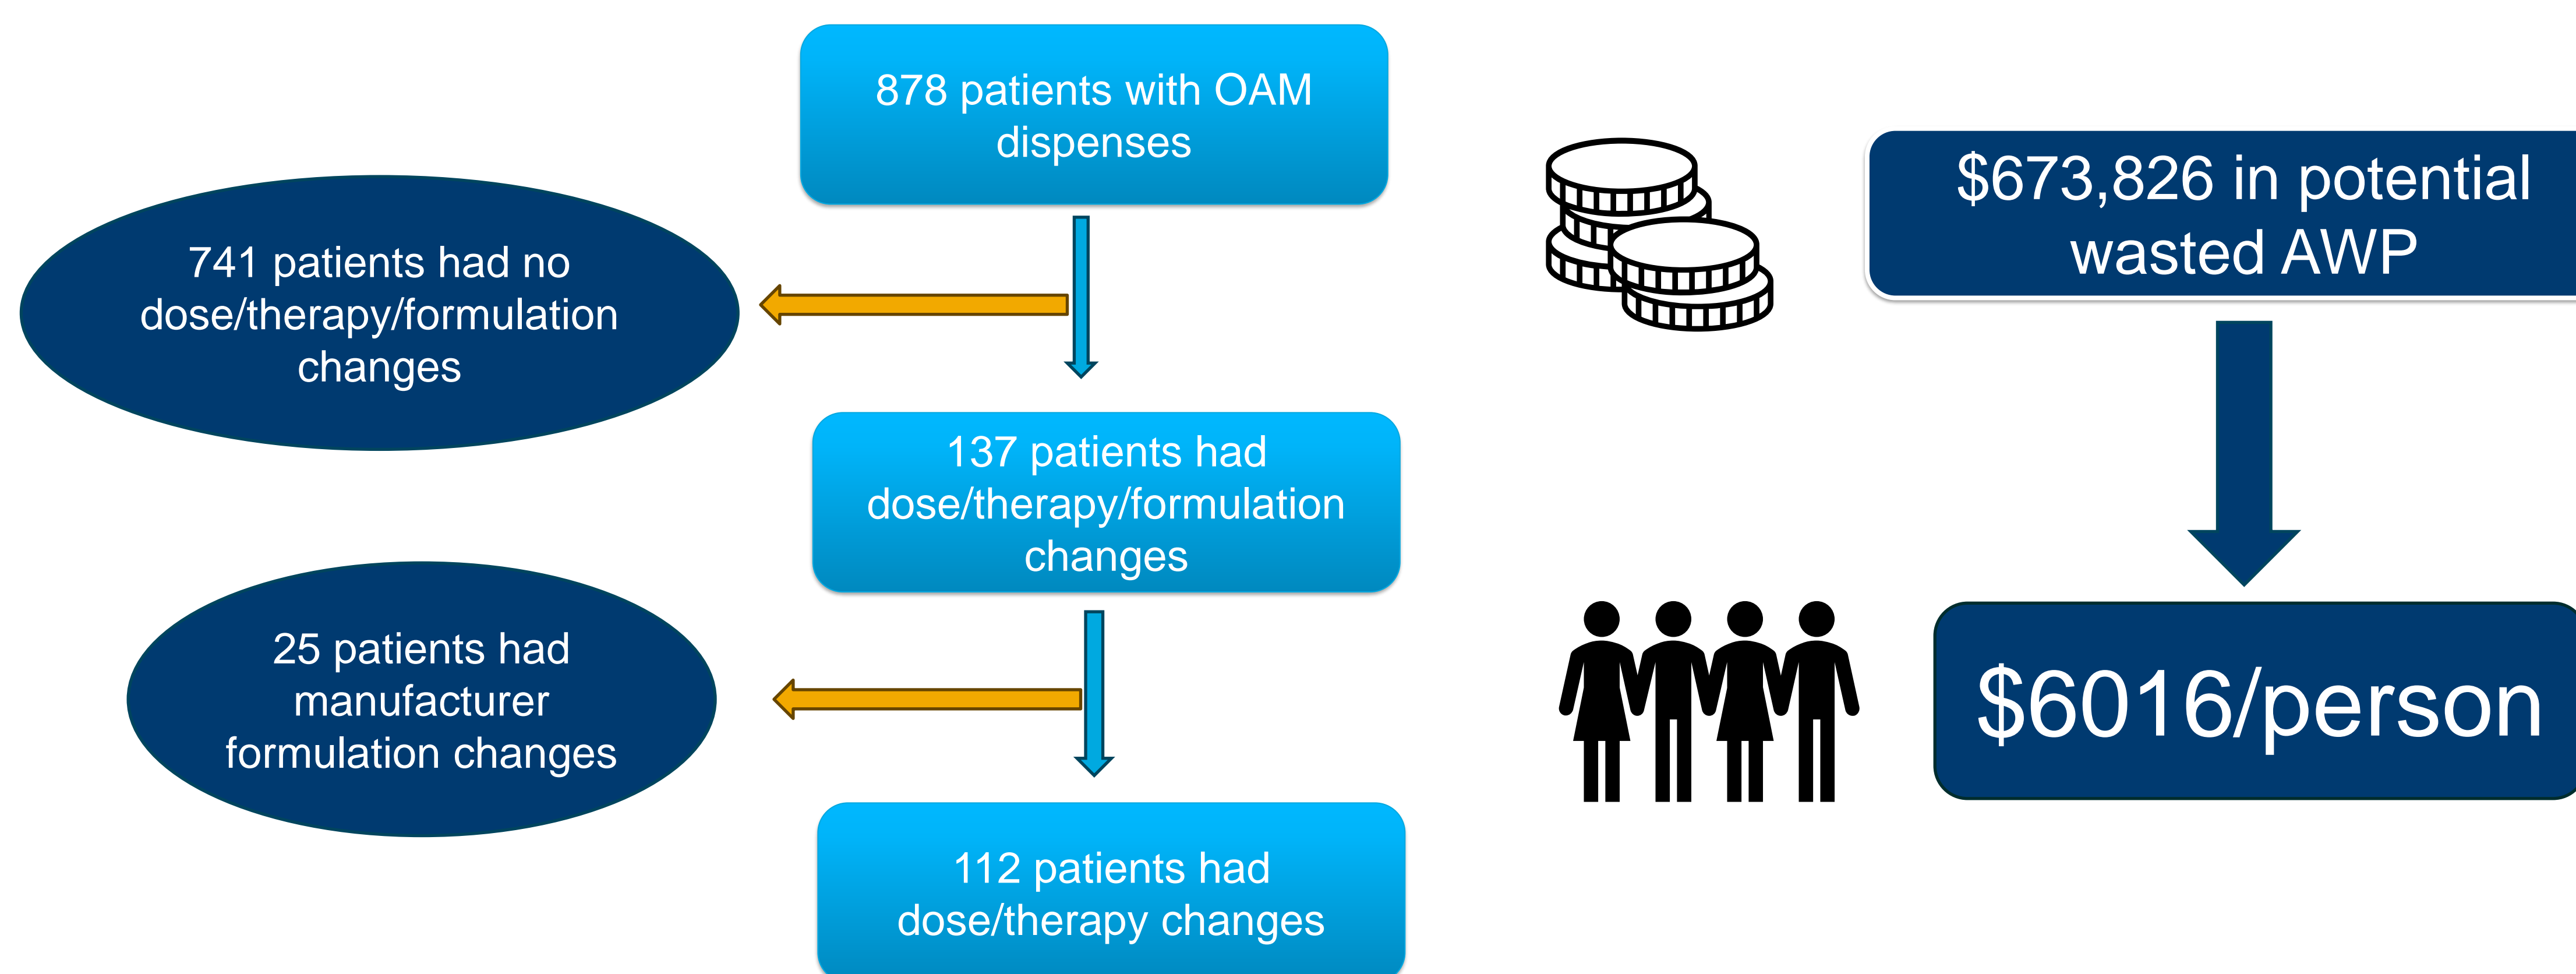 878 patients with OAM
dispenses
741 patients had no
dose/therapy/formulation
changes
137 patients had
dose/therapy/formulation
changes
25 patients had
manufacturer
formulation changes
112 patients had
dose/therapy changes
$673,826 in potential
wasted AWP
$6016/person